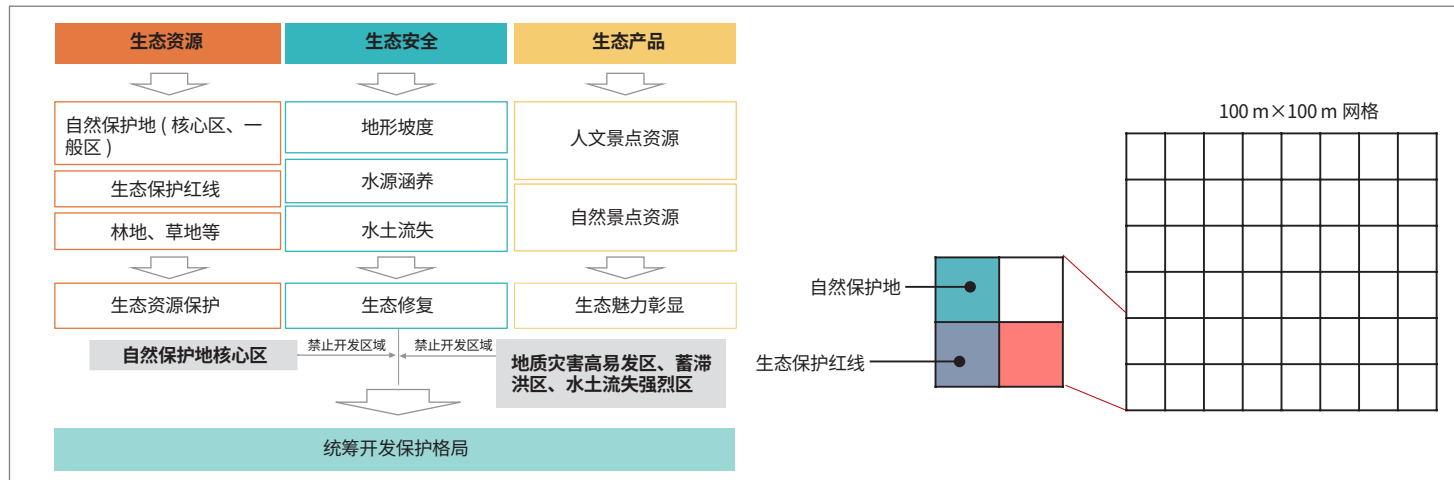 生态资源
生态安全
生态产品
自然保护地 ( 核心区、一
般区 )
生态保护红线
林地、草地等
地形坡度
水源涵养
水土流失
人文景点资源
自然景点资源
生态资源保护
生态修复
生态魅力彰显
自然保护地核心区
禁止开发区域
禁止开发区域
地质灾害高易发区、蓄滞
洪区、水土流失强烈区
统筹开发保护格局
100 m×100 m 网格
自然保护地
生态保护红线